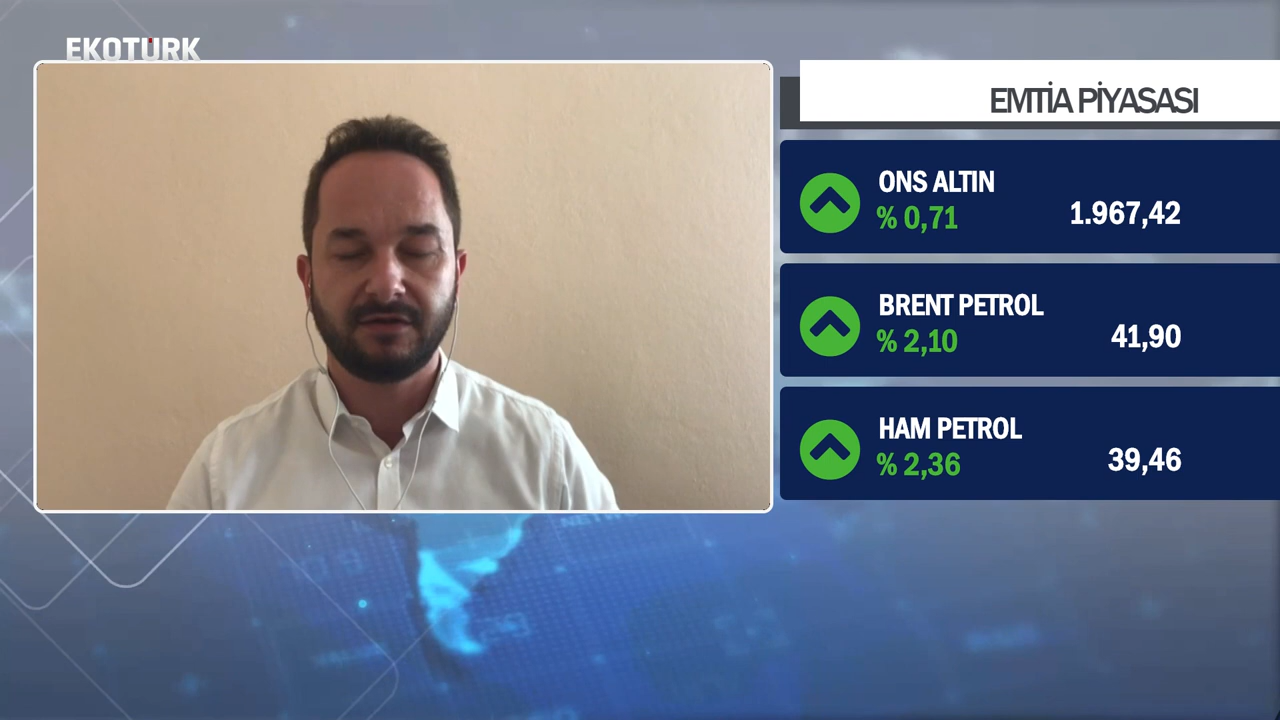 EKOTÜRK
EMTİA PİYASASI
ONS ALTIN
% 0,71
1.967,42
BRENT PETROL
% 2,10
41,90
HAM PETROL
% 2,36
39,46